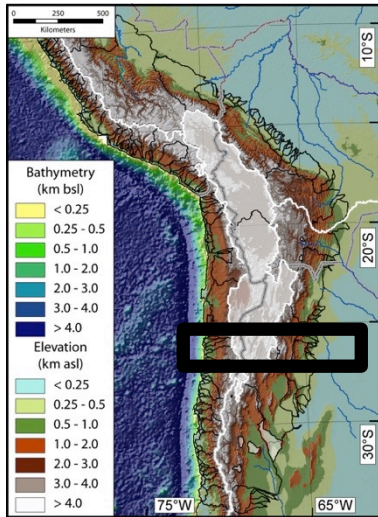 0 250 500
Kilometers
10°S
Bathymetry
(km bsl)
< 0.25
0.25 - 0.5
0.5 - 1.0
1.0 - 2.0
2.0 - 3.0
3.0 - 4.0
> 4.0
20°S
Elevation
(km asl)
< 0.25
0.25 - 0.5
0.5 - 1.0
1.0 - 2.0
2.0 - 3.0
3.0 - 4.0
> 4.0
30°S
75°W 65°W